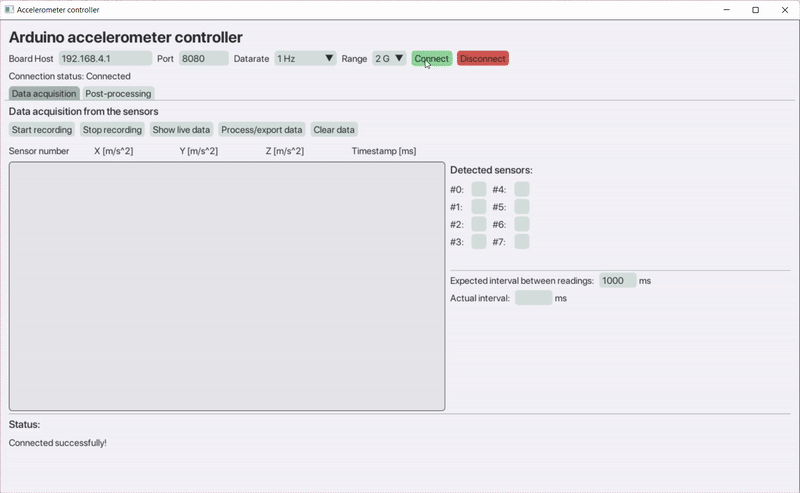 Accelerometer controller
Arduino accelerometer controller
Board Host 192.168.4.1 Port 8080 Datarate 1 Hz Range 2 G Connect Disconnect
Connection status: Connected
Data acquisition Post-processing
Data acquisition from the sensors
Start recording Stop recording Show live data Process/export data Clear data
Sensor number X [m/s^2] Y [m/s^2] Z [m/s^2] Timestamp [ms]
Detected sensors:
#0: #4:
#1: #5:
#2: #6:
#3: #7:
Expected interval between readings: 1000 ms
Actual interval: ms
Status:
Connected successfully!